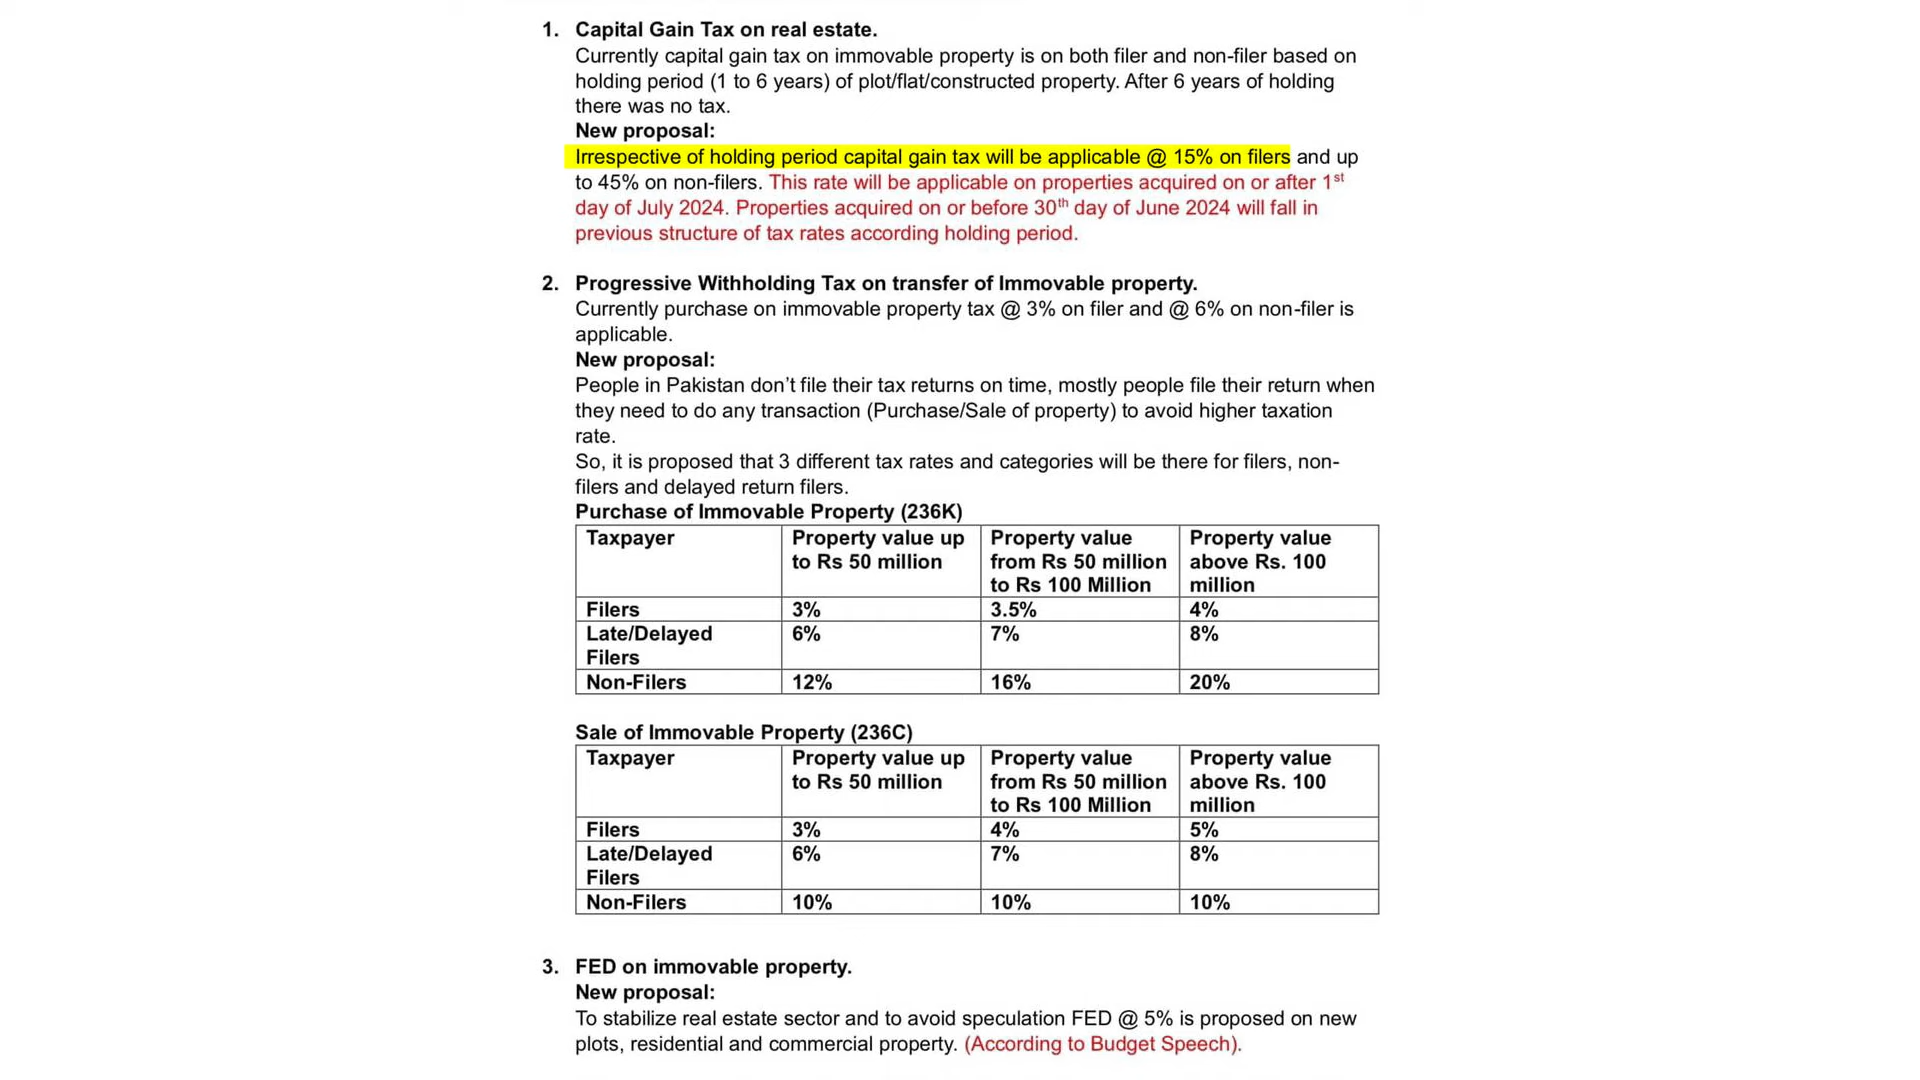 1. Capital Gain Tax on real estate.
Currently capital gain tax on immovable property is on both filer and non-filer based on
holding period (1 to 6 years) of plot/flat/constructed property. After 6 years of holding
there was no tax.
New proposal:
Irrespective of holding period capital gain tax will be applicable @ 15% on filers and up
to 45% on non-filers. This rate will be applicable on properties acquired on or after 1st
day of July 2024. Properties acquired on or before 30th day of June 2024 will fall in
previous structure of tax rates according holding period.
2. Progressive Withholding Tax on transfer of Immovable property.
Currently purchase on immovable property tax @ 3% on filer and @ 6% on non-filer is
applicable.
New proposal:
People in Pakistan don’t file their tax returns on time, mostly people file their return when
they need to do any transaction (Purchase/Sale of property) to avoid higher taxation
rate.
So, it is proposed that 3 different tax rates and categories will be there for filers, non-
filers and delayed return filers.
Purchase of Immovable Property (236K)
Taxpayer Property value up Property value Property value
to Rs 50 million from Rs 50 million above Rs. 100
to Rs 100 Million million
Filers 3% 3.5% 4%
Late/Delayed 6% 7% 8%
Filers
Non-Filers 12% 16% 20%
Sale of Immovable Property (236C)
Taxpayer Property value up Property value Property value
to Rs 50 million from Rs 50 million above Rs. 100
to Rs 100 Million million
Filers 3% 4% 5%
Late/Delayed 6% 7% 8%
Filers
Non-Filers 10% 10% 10%
3. FED on immovable property.
New proposal:
To stabilize real estate sector and to avoid speculation FED @ 5% is proposed on new
plots, residential and commercial property. (According to Budget Speech).